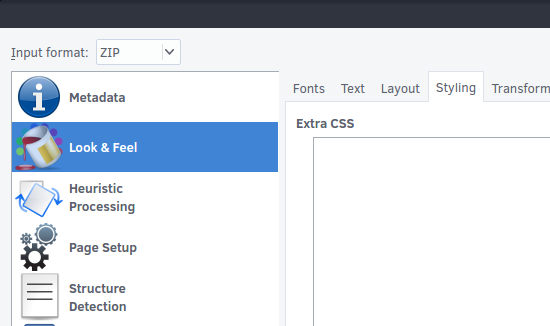 Input format: ZIP
Metadata
Look & Feel
Heuristic
Processing
Page Setup
Structure
Detection
Fonts Text Layout Styling Transform
Extra CSS